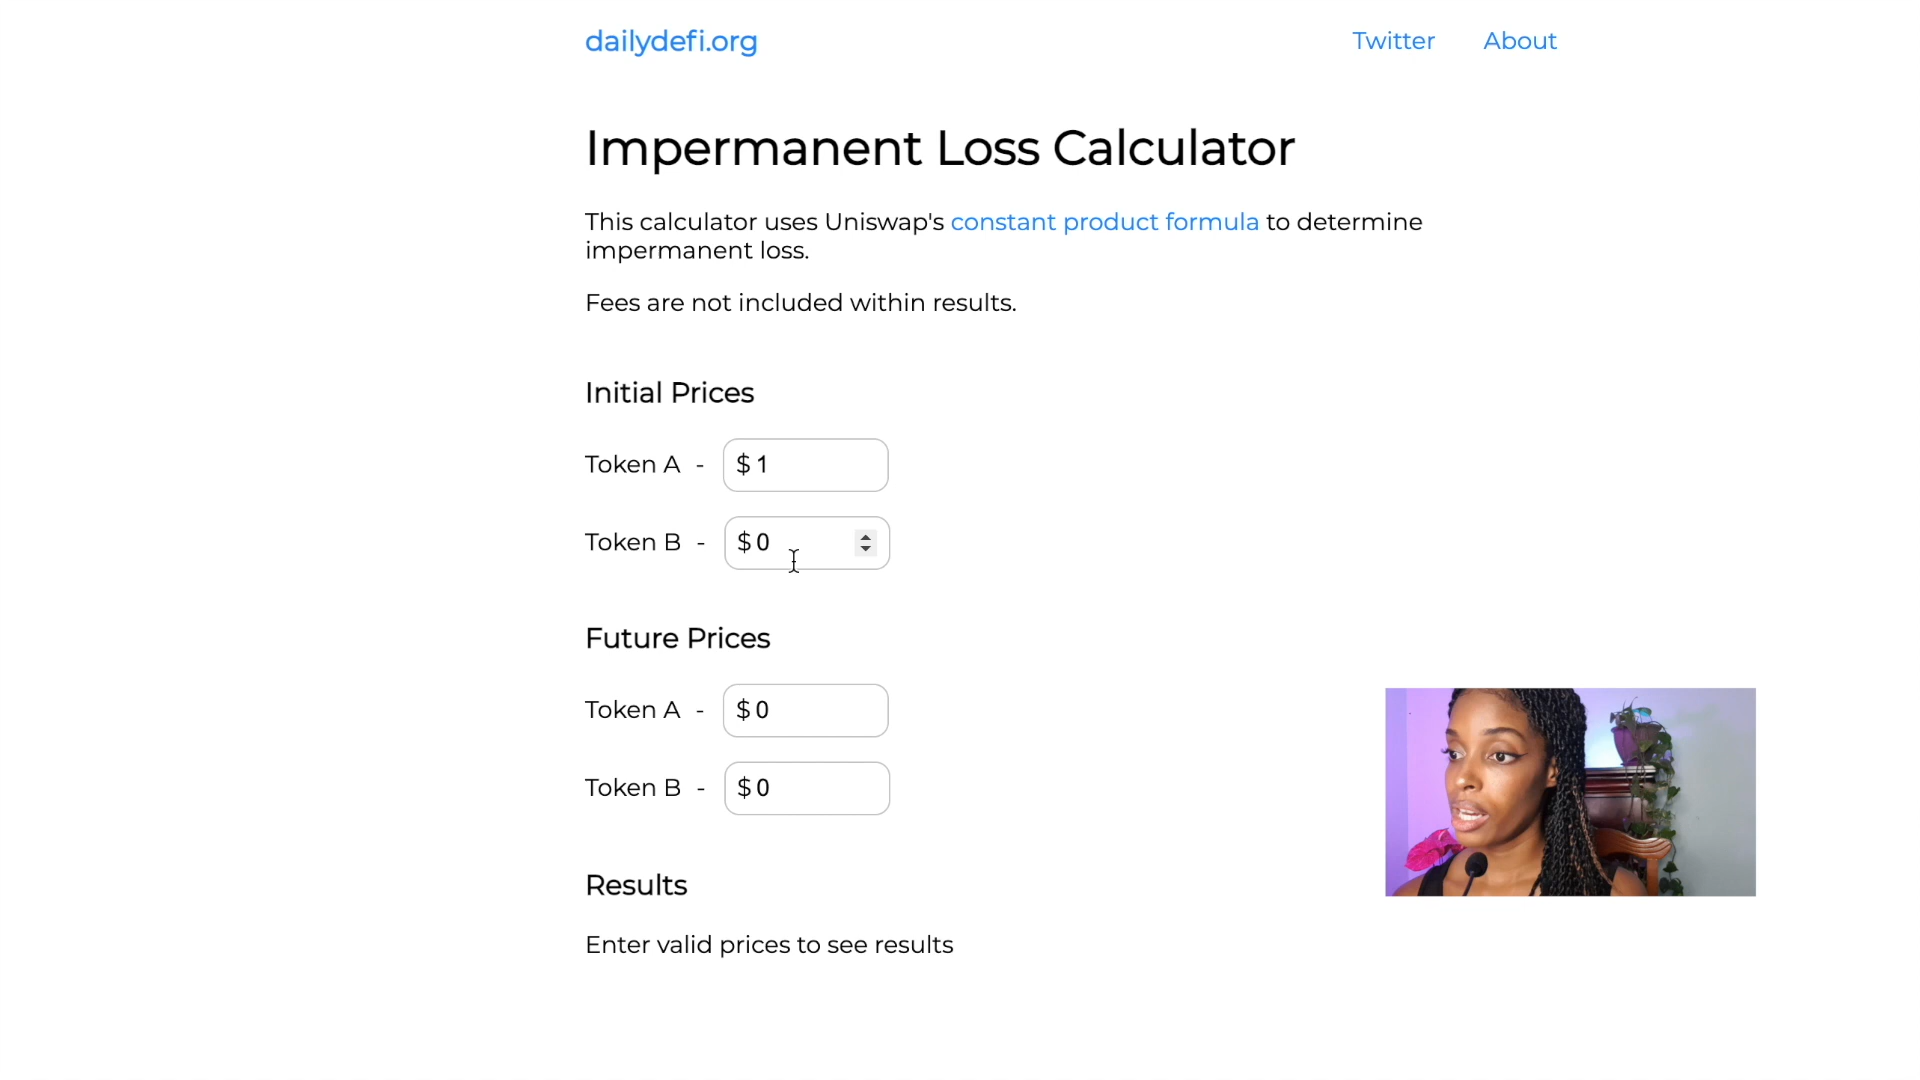 dailydefi.org
Twitter
About
Impermanent Loss Calculator
This calculator uses Uniswap's constant product formula to determine
impermanent loss.
Fees are not included within results.
Initial Prices
Token A - $ 1
Token B - $ 0
Future Prices
Token A - $ 0
Token B - $ 0
Results
Enter valid prices to see results